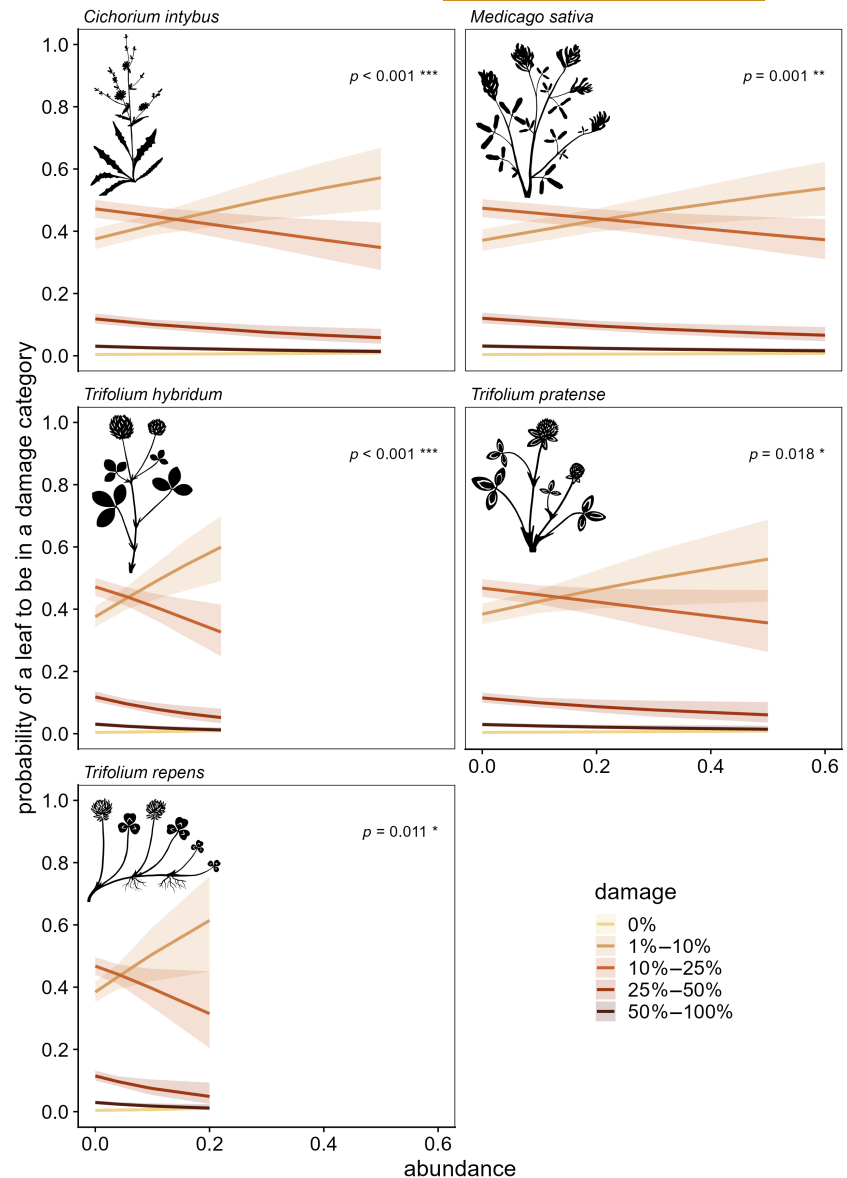 Cichorium intybus
Medicago sativa
1.0
0.8
0.6
0.4
0.2
0.0
p < 0.001 ***
p = 0.001 **
Trifolium hybridum
Trifolium pratense
1.0
0.8
0.6
0.4
0.2
0.0
p < 0.001 ***
p = 0.018 *
0.0 0.2 0.4 0.6
probability of a leaf to be in a damage category
Trifolium repens
1.0
0.8
0.6
0.4
0.2
0.0
p = 0.011 *
0.0 0.2 0.4 0.6
abundance
damage
0%
1%–10%
10%–25%
25%–50%
50%–100%